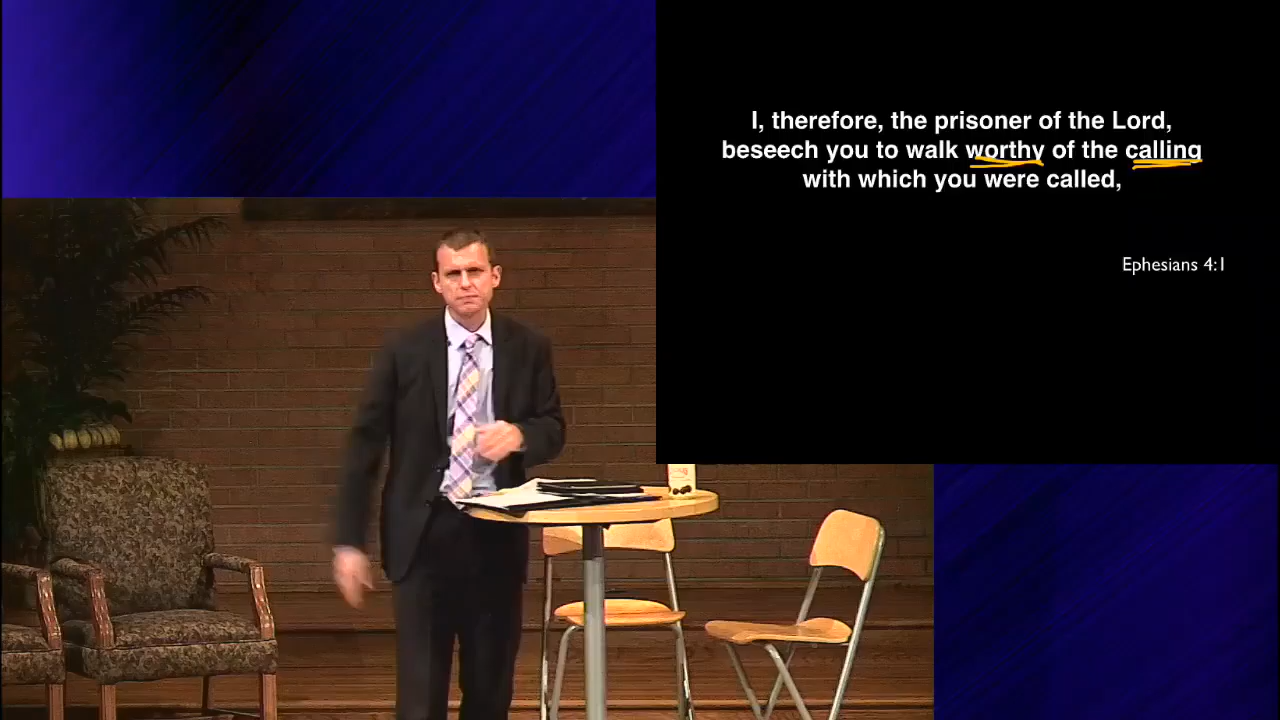 I, therefore, the prisoner of the Lord,
beseech you to walk worthy of the calling
with which you were called,
Ephesians 4:1